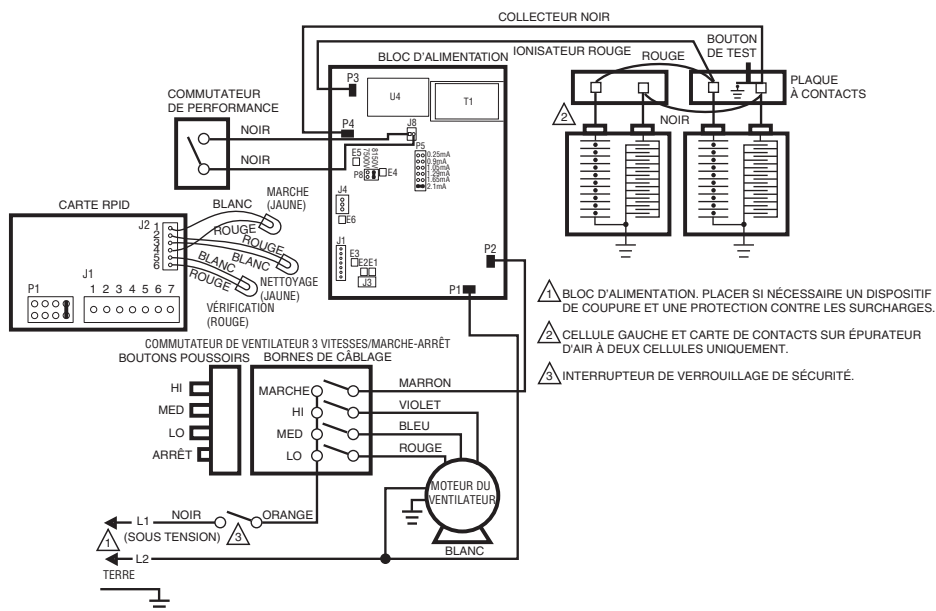 COLLECTEUR NOIR
BOUTON
DE TEST
IONISATEUR ROUGE
ROUGE
BLOC D'ALIMENTATION
PLAQUE
À CONTACTS
P3
U4
T1
COMMUTATEUR
DE PERFORMANCE
NOIR
P4
J8
2
NOIR
NOIR
P5
0.25mA
0.9mA
1.05mA
1.29mA
1.65mA
2.1mA
E5
8150V
7500V
P8
E4
J4
E6
MARCHE
(JAUNE)
BLANC
CARTE RPID
J2
1
2
3
4
5
6
ROUGE
ROUGE
BLANC
BLANC
ROUGE
NETTOYAGE
(JAUNE)
VÉRIFICATION
(ROUGE)
J1
E3
E2E1
J3
P2
P1
P1
J1
1 2 3 4 5 6 7
1 BLOC D'ALIMENTATION. PLACER SI NÉCESSAIRE UN DISPOSITIF
DE COUPURE ET UNE PROTECTION CONTRE LES SURCHARGES.
2 CELLULE GAUCHE ET CARTE DE CONTACTS SUR ÉPURATEUR
D'AIR À DEUX CELLULES UNIQUEMENT.
3 INTERRUPTEUR DE VERROUILLAGE DE SÉCURITÉ.
COMMUTATEUR DE VENTILATEUR 3 VITESSES/MARCHE-ARRÊT
BOUTONS POUSSOIRS
BORNES DE CÂBLAGE
HI
MED
LO
ARRÊT
MARCHE
HI
MED
LO
MARRON
VIOLET
BLEU
ROUGE
MOTEUR DU
VENTILATEUR
BLANC
L1
NOIR
ORANGE
1
(SOUS TENSION)
3
L2
TERRE